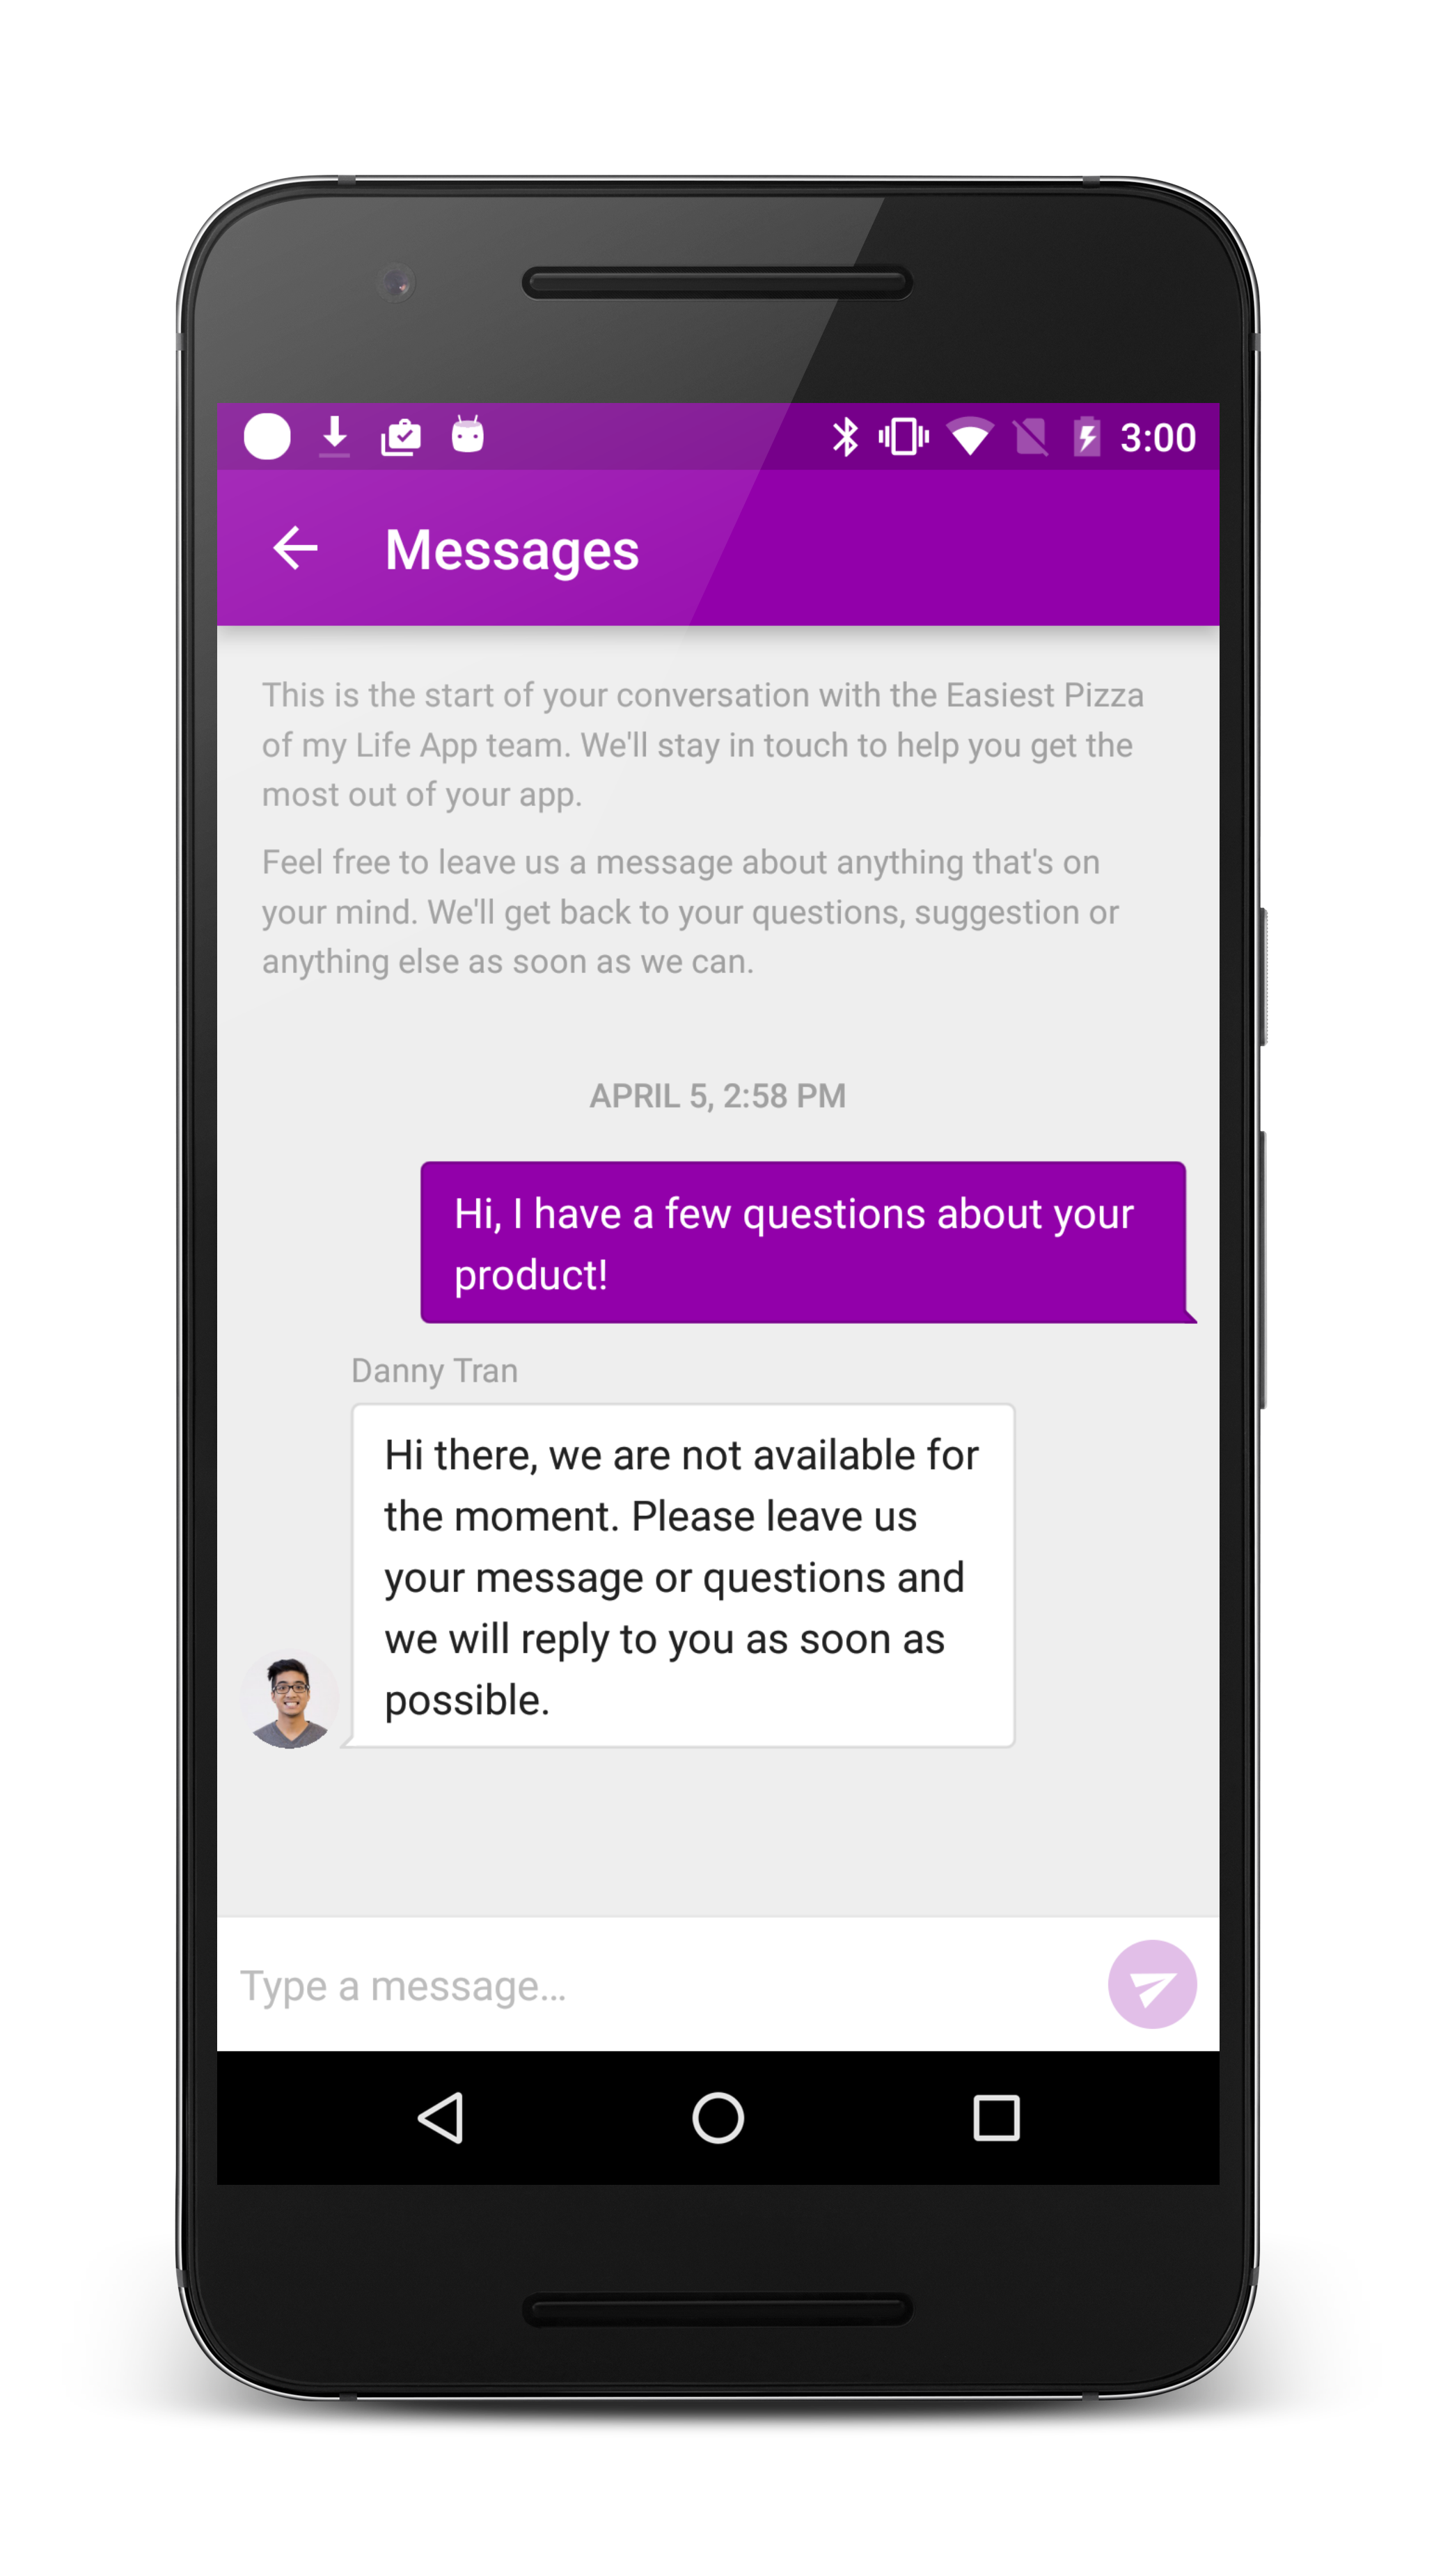 3:00
Messages
This is the start of your conversation with the Easiest Pizza
of my Life App team. We'll stay in touch to help you get the
most out of your app.
Feel free to leave us a message about anything that's on
your mind. We'll get back to your questions, suggestion or
anything else as soon as we can.
APRIL 5, 2:58 PM
Hi, I have a few questions about your
product!
Danny Tran
Hi there, we are not available for
the moment. Please leave us
your message or questions and
we will reply to you as soon as
possible.
Type a message...